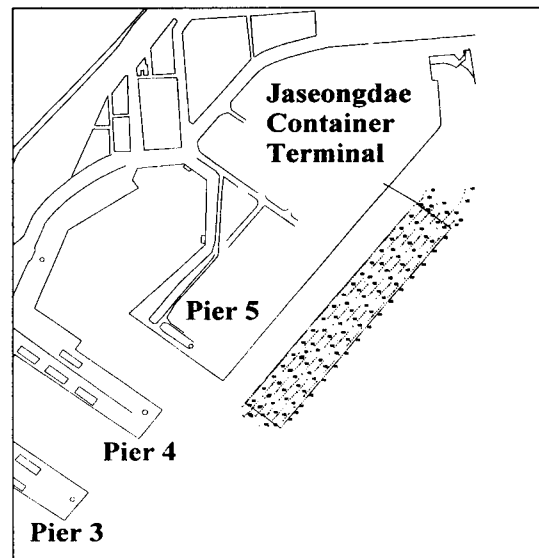 Jaseongdae
Container
Terminal
Pier 5
Pier 4
Pier 3